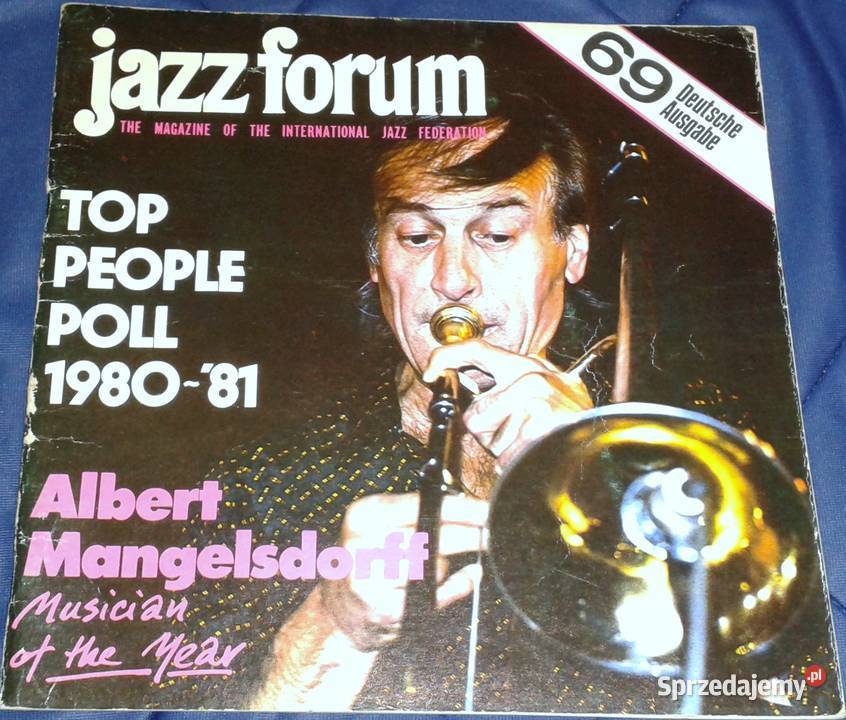 jazz forum
THE MAGAZINE OF THE INTERNATIONAL JAZZ FEDERATION
69
Deutsche
Ausgabe
TOP
PEOPLE
POLL
1980~'81
Albert
Mangelsdorff
Musician
of the Year
Sprzedajemy.pl